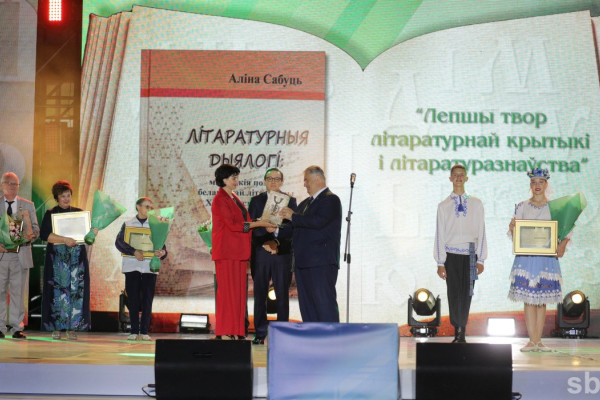 Аліна Сабуць
ЛІТАРАТУРНЫЯ
ДЫЯЛОГІ:
"Лепшы твор
літаратурнай крытыкі
і літаратуразнаўства"
sb